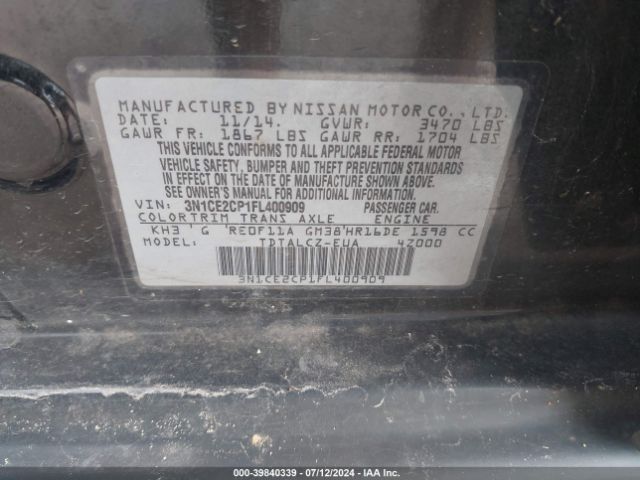 MANUFACTURED BY NISSAN MOTOR CO., LTD.
DATE: 11/14. GVWR: 3470 LBS
GAWR FR: 1867 LBS GAWR RR: 1704 LBS
THIS VEHICLE CONFORMS TO ALL APPLICABLE FEDERAL MOTOR
VEHICLE SAFETY, BUMPER AND THEFT PREVENTION STANDARDS
IN EFFECT ON THE DATE OF MANUFACTURE SHOWN ABOVE.
SEE OWNER'S MANUAL FOR ADDITIONAL INFORMATION.
VIN: 3N1CE2CP1FL400909 PASSENGER CAR.
COLOR TRIM TRANS AXLE ENGINE
KH3 ' G 'RE0F11A GM38'HR16DE 1598 CC
MODEL: TDTALCZ-EUA 4Z000
3N1CE2CP1FL400909
000-39840339 - 07/12/2024 - IAA Inc.